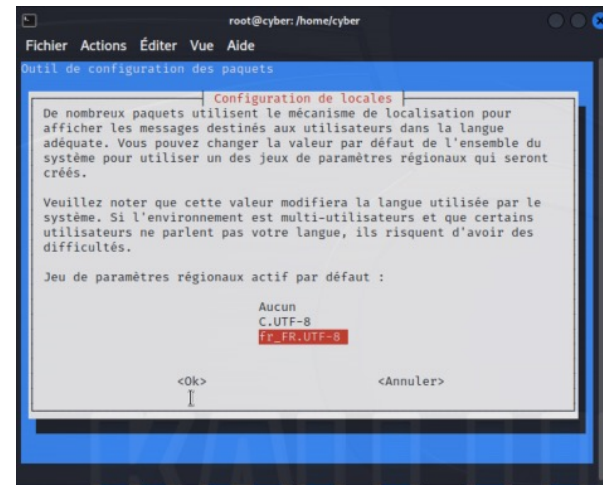 root@cyber: /home/cyber
Fichier Actions Éditer Vue Aide
Outil de configuration des paquets
Configuration de locales
De nombreux paquets utilisent le mécanisme de localisation pour
afficher les messages destinés aux utilisateurs dans la langue
adéquate. Vous pouvez changer la valeur par défaut de l'ensemble du
système pour utiliser un des jeux de paramètres régionaux qui seront
créés.
Veuillez noter que cette valeur modifiera la langue utilisée par le
système. Si l'environnement est multi-utilisateurs et que certains
utilisateurs ne parlent pas votre langue, ils risquent d'avoir des
difficultés.
Jeu de paramètres régionaux actif par défaut :
Aucun
C.UTF-8
fr_FR.UTF-8
<Ok> <Annuler>